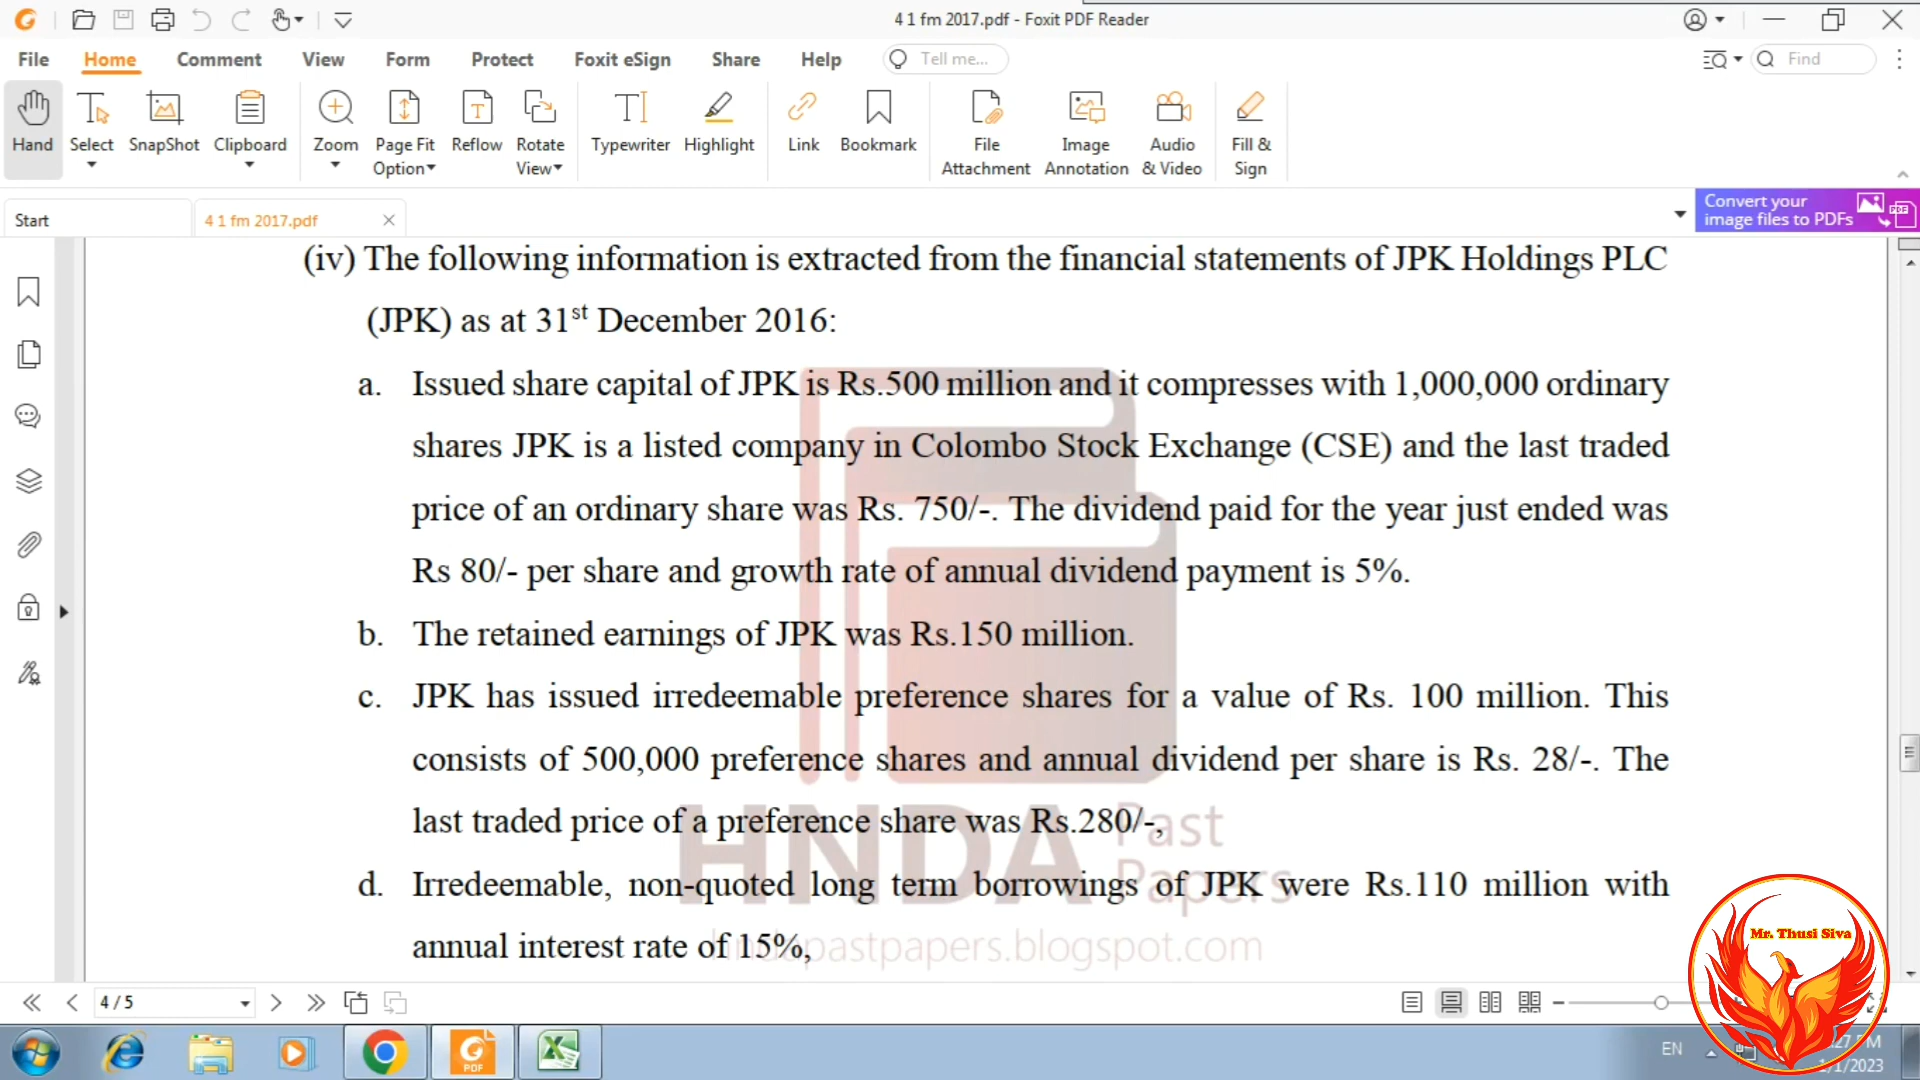 4 1 fm 2017.pdf - Foxit PDF Reader
File Home Comment View Form Protect Foxit eSign Share Help Tell me... Find
Hand Select SnapShot Clipboard Zoom Page Fit Option Reflow Rotate View Typewriter Highlight Link Bookmark File Attachment Image Annotation Audio & Video Fill & Sign
Start 4 1 fm 2017.pdf
Convert your
image files to PDFs
PDF
(iv) The following information is extracted from the financial statements of JPK Holdings PLC
(JPK) as at 31st December 2016:
a. Issued share capital of JPK is Rs.500 million and it compresses with 1,000,000 ordinary
shares JPK is a listed company in Colombo Stock Exchange (CSE) and the last traded
price of an ordinary share was Rs. 750/-. The dividend paid for the year just ended was
Rs 80/- per share and growth rate of annual dividend payment is 5%.
b. The retained earnings of JPK was Rs.150 million.
c. JPK has issued irredeemable preference shares for a value of Rs. 100 million. This
consists of 500,000 preference shares and annual dividend per share is Rs. 28/-. The
last traded price of a preference share was Rs.280/-,
HNDA Past Papers
d. Irredeemable, non-quoted long term borrowings of JPK were Rs.110 million with
annual interest rate of 15%,
hndapastpapers.blogspot.com
Mr. Thusi Siva
4 / 5
PDF
EN
1/1/2023